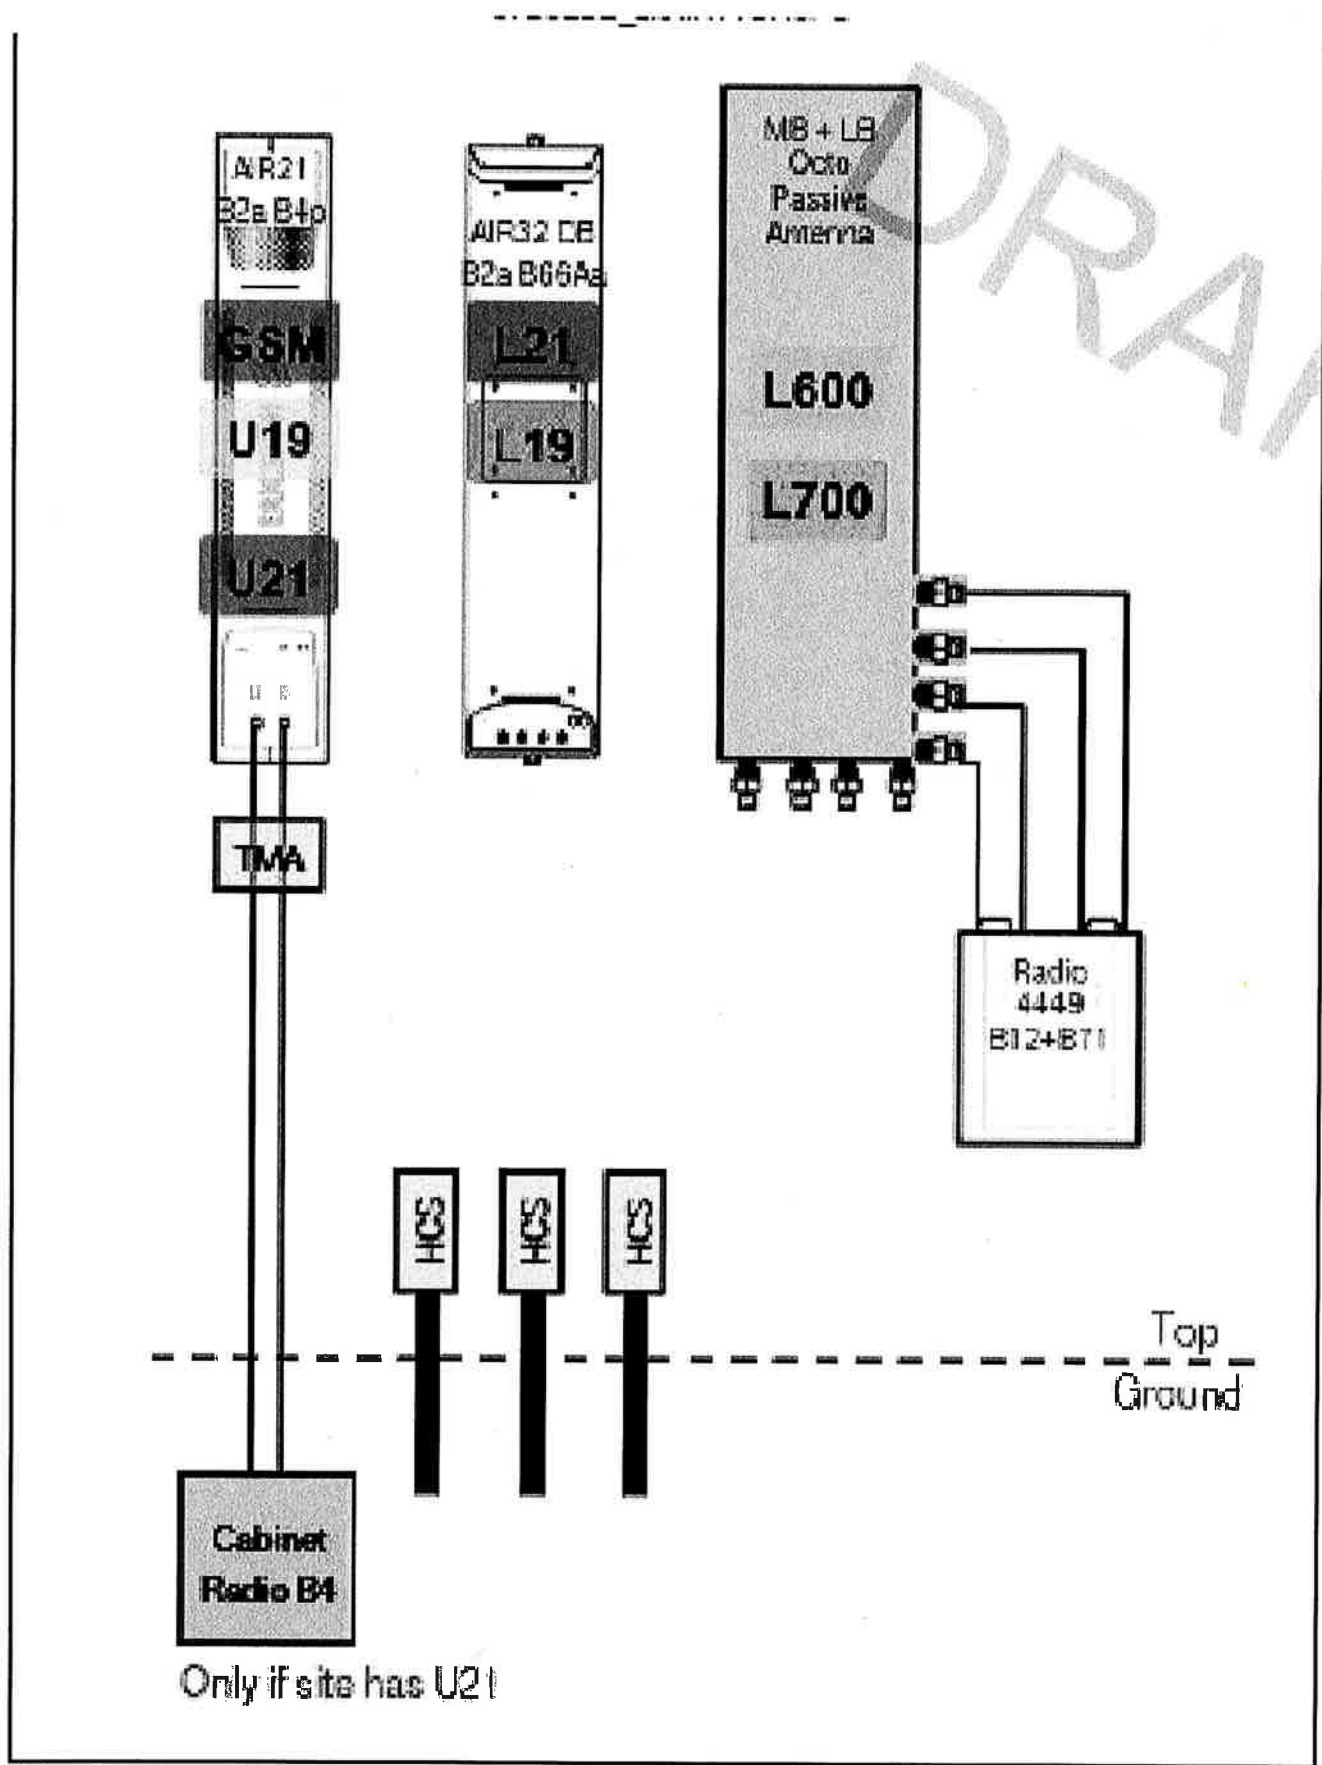 AIR21
B2a B4p
GSM
U19
U21
TMA
AIR32 DB
B2a B66Aa
L21
L19
MB + LB
Octo
Passive
Antenna
L600
L700
Radio
4449
B12+B71
HCS
HCS
HCS
Top
Ground
Cabinet
Radio B4
Only if site has U21